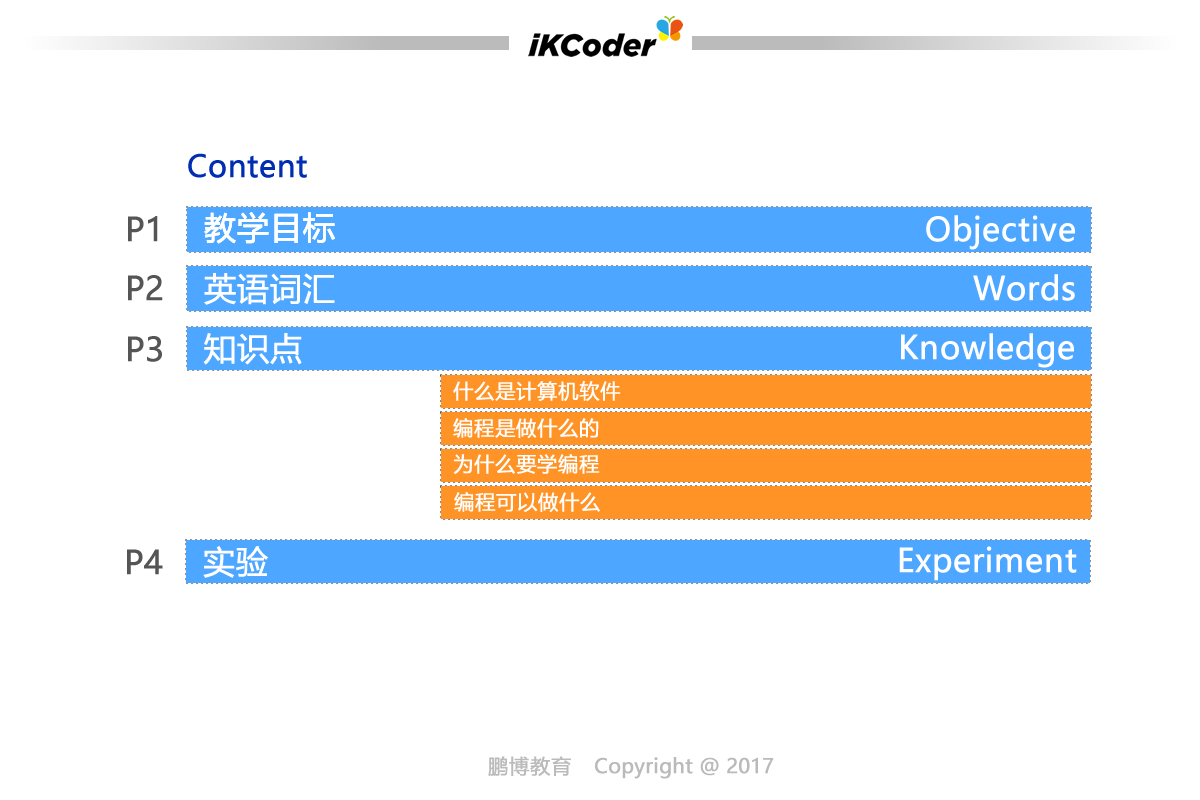 iKCoder
Content
P1 教学目标 Objective
P2 英语词汇 Words
P3 知识点 Knowledge
什么是计算机软件
编程是做什么的
为什么要学编程
编程可以做什么
P4 实验 Experiment
鹏博教育 Copyright @ 2017